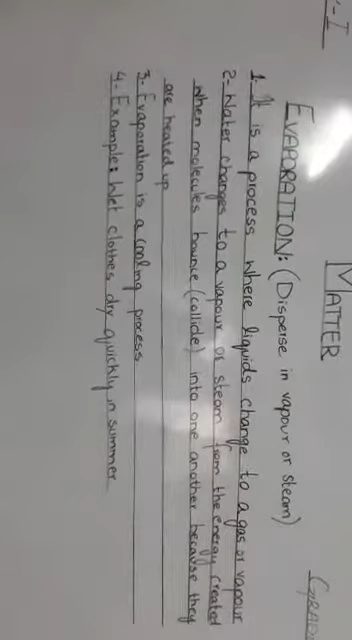 MATTER
EVAPORATION: (Disperse in vapour or steam)
1- It is a process where liquids change to a gas or vapour
2- Water changes to a vapour or steam from the energy created
when molecules bounce (collide) into one another because they
are heated up
3- Evaporation is a cooling process
4- Example: Wet clothes dry quickly in summer